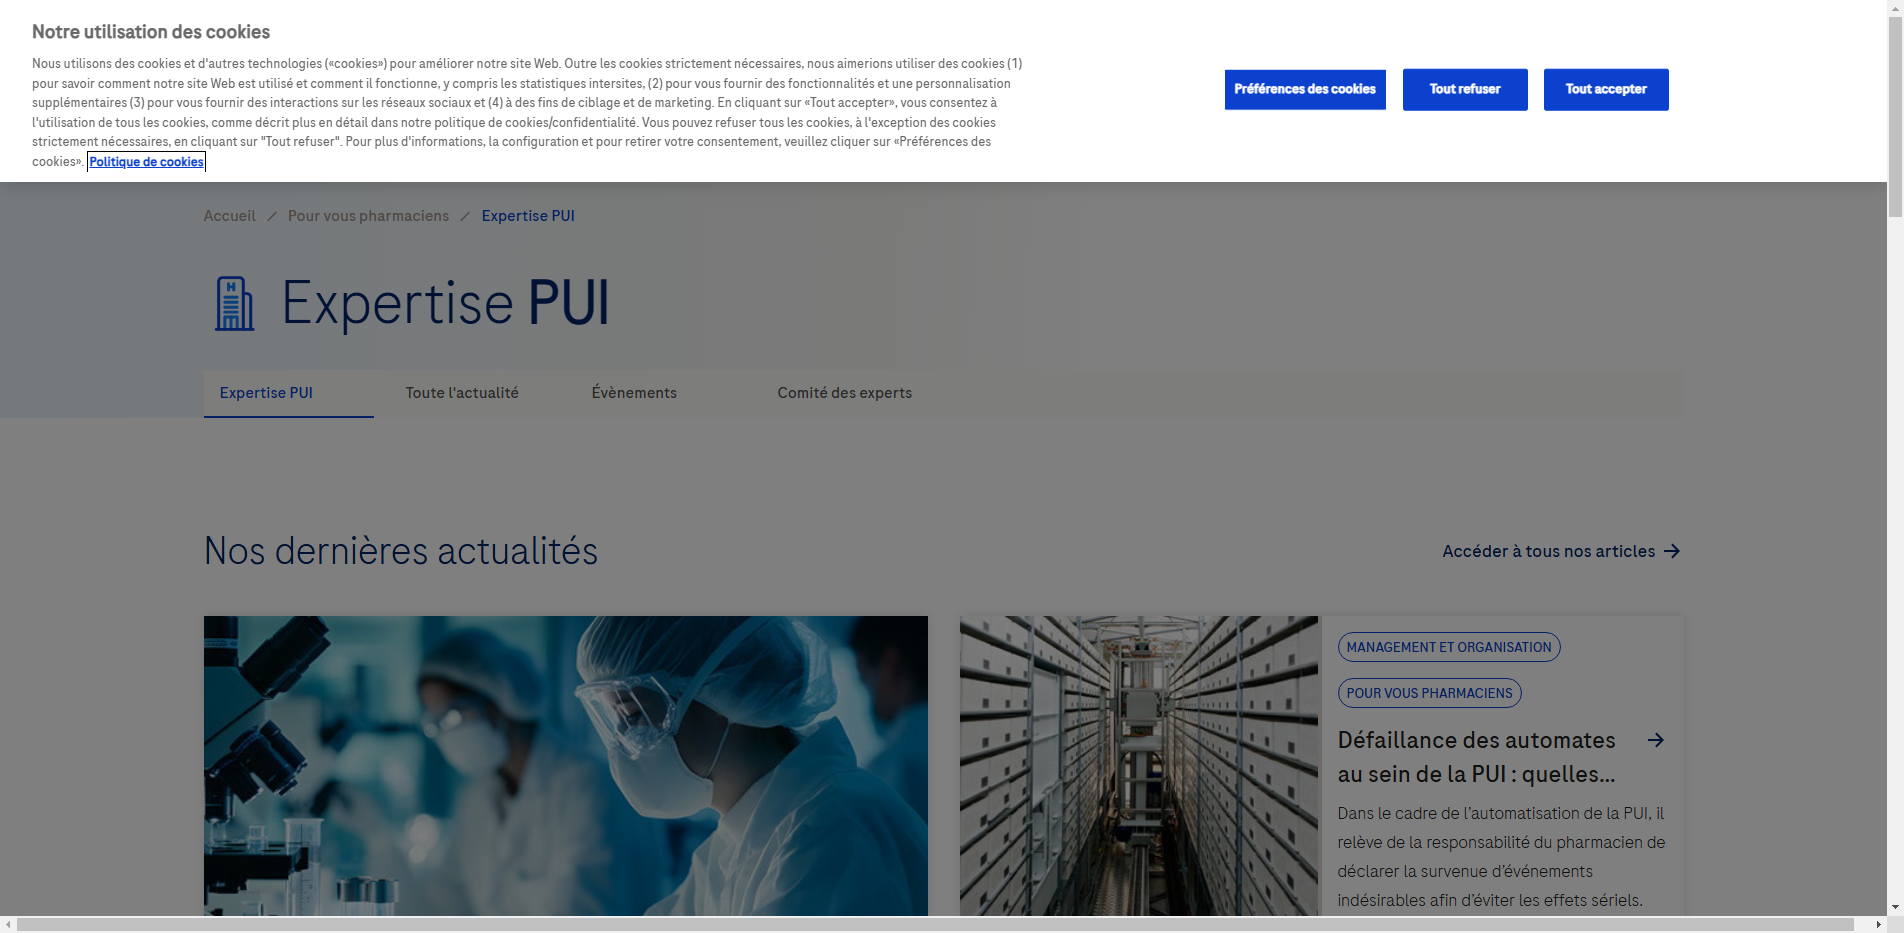 Notre utilisation des cookies
Nous utilisons des cookies et d'autres technologies («cookies») pour améliorer notre site Web. Outre les cookies strictement nécessaires, nous aimerions utiliser des cookies (1)
pour savoir comment notre site Web est utilisé et comment il fonctionne, y compris les statistiques intersites, (2) pour vous fournir des fonctionnalités et une personnalisation
supplémentaires (3) pour vous fournir des interactions sur les réseaux sociaux et (4) à des fins de ciblage et de marketing. En cliquant sur «Tout accepter», vous consentez à
l'utilisation de tous les cookies, comme décrit plus en détail dans notre politique de cookies/confidentialité. Vous pouvez refuser tous les cookies, à l'exception des cookies
strictement nécessaires, en cliquant sur "Tout refuser". Pour plus d'informations, la configuration et pour retirer votre consentement, veuillez cliquer sur «Préférences des
cookies». Politique de cookies
Préférences des cookies
Tout refuser
Tout accepter
Accueil / Pour vous pharmaciens / Expertise PUI
H
Expertise PUI
Expertise PUI
Toute l'actualité
Évènements
Comité des experts
Nos dernières actualités
Accéder à tous nos articles
MANAGEMENT ET ORGANISATION
POUR VOUS PHARMACIENS
Défaillance des automates
au sein de la PUI : quelles...
Dans le cadre de l’automatisation de la PUI, il
relève de la responsabilité du pharmacien de
déclarer la survenue d’événements
indésirables afin d’éviter les effets sériels.